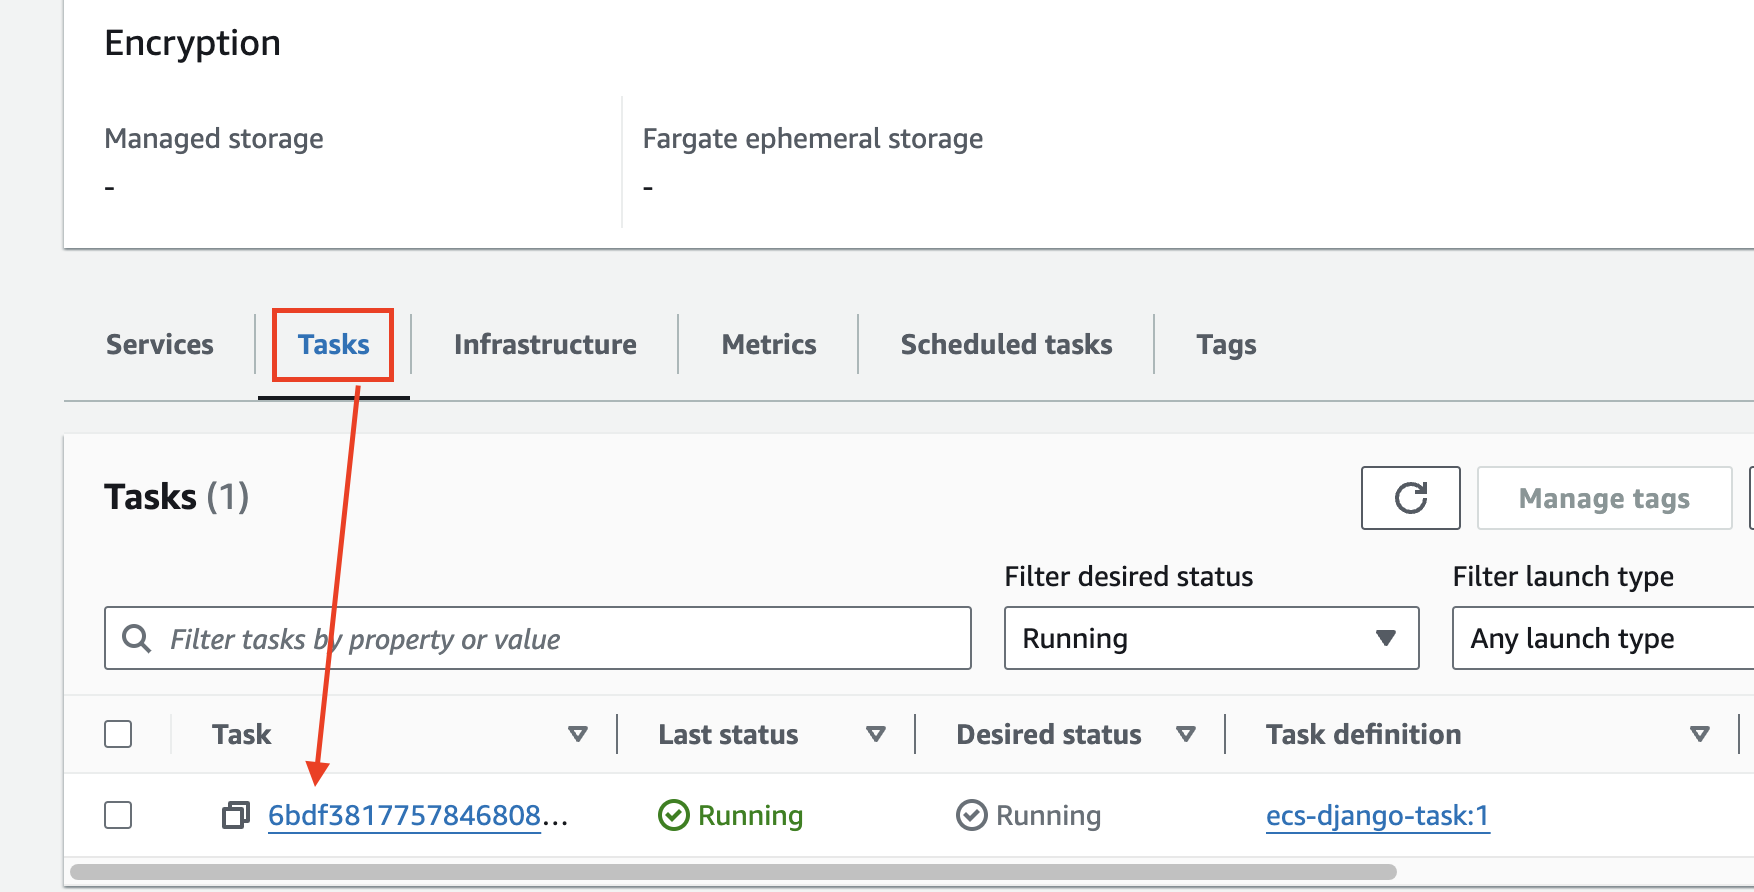 Encryption
Managed storage
Fargate ephemeral storage
-
-
Services Tasks Infrastructure Metrics Scheduled tasks Tags
Tasks (1)
Manage tags
Filter desired status
Filter launch type
Filter tasks by property or value
Running
Any launch type
Task Last status Desired status Task definition
6bdf3817757846808... Running Running ecs-django-task:1